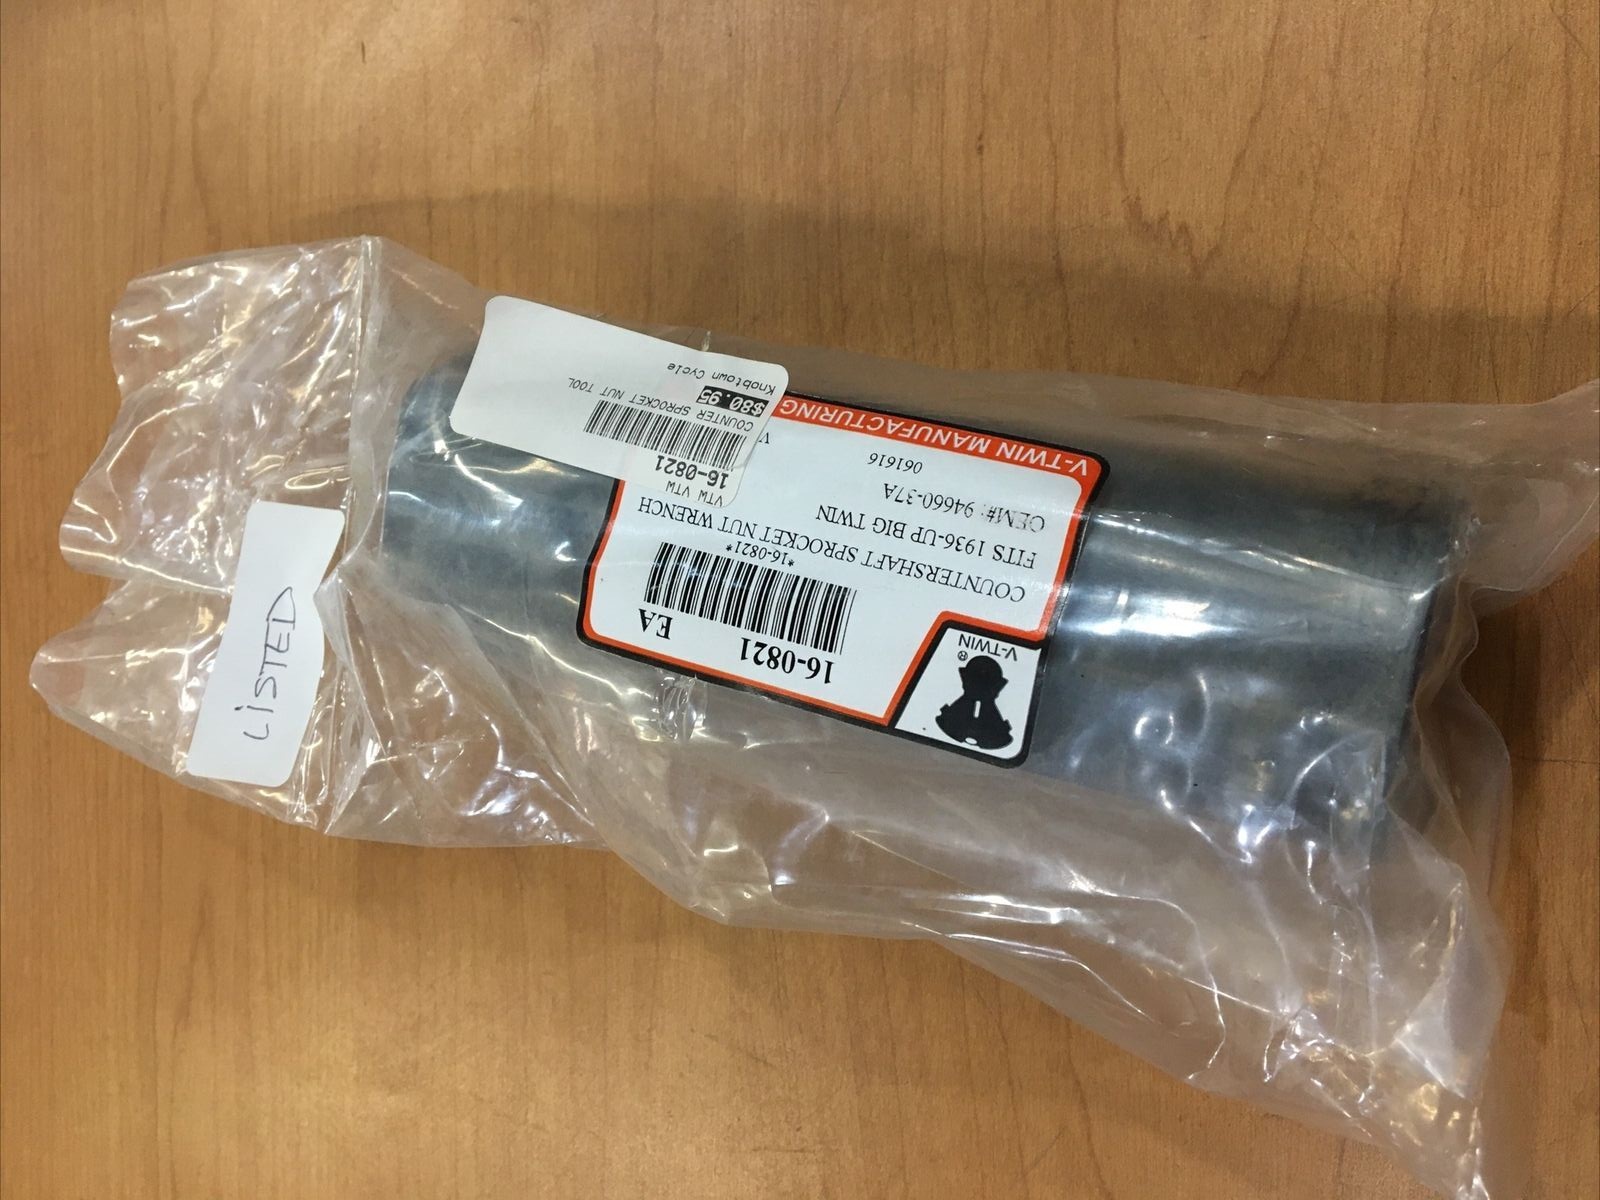 LiSTED
VTW VTW
16-0821
COUNTER SPROCKET NUT TOOL
$80.95
Knobtown Cycle
V-TWIN
®
16-0821
EA
*16-0821*
COUNTERSHAFT SPROCKET NUT WRENCH
FITS 1936-UP BIG TWIN
OEM#: 94660-37A
061616
V
V-TWIN MANUFACTURING